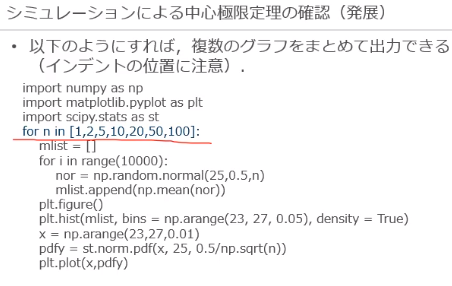 シミュレーションによる中心極限定理の確認（発展）
• 以下のようにすれば，複数のグラフをまとめて出力できる
（インデントの位置に注意）．
import numpy as np
import matplotlib.pyplot as plt
import scipy.stats as st
for n in [1,2,5,10,20,50,100]:
    mlist = []
    for i in range(10000):
        nor = np.random.normal(25,0.5,n)
        mlist.append(np.mean(nor))
    plt.figure()
    plt.hist(mlist, bins = np.arange(23, 27, 0.05), density = True)
    x = np.arange(23,27,0.01)
    pdfy = st.norm.pdf(x, 25, 0.5/np.sqrt(n))
    plt.plot(x,pdfy)